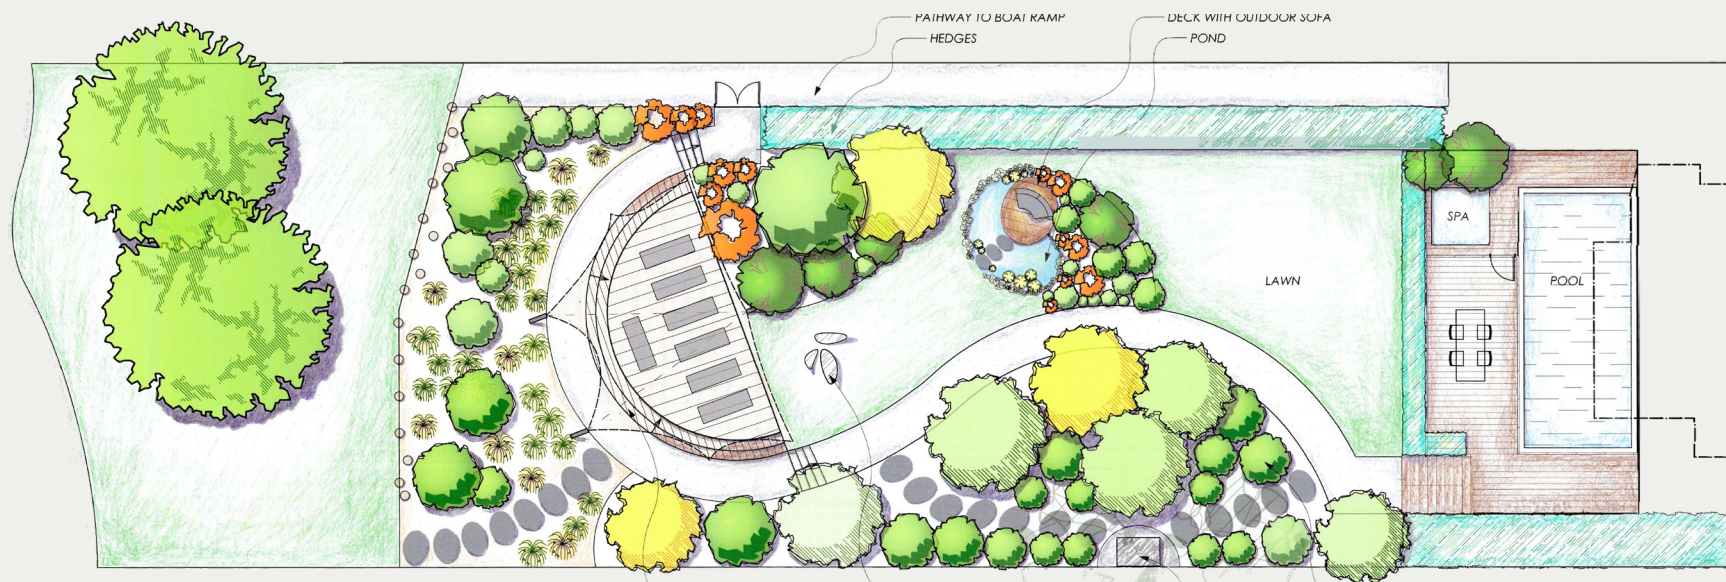 PATHWAY TO BOAT RAMP
DECK WITH OUTDOOR SOFA
HEDGES
POND
SPA
LAWN
POOL